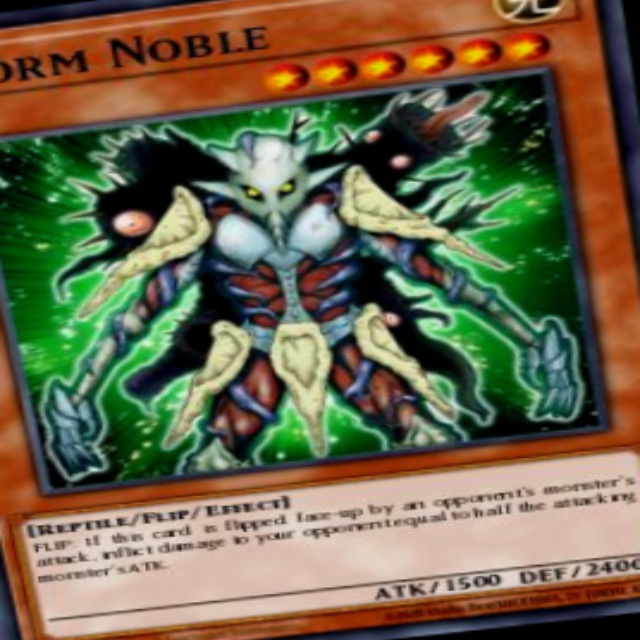 ORM NOBLE
光
[REPTILE/FLIP/EFFECT]
FLIP: If this card is flipped face-up by an opponent's monster's
attack, inflict damage to your opponent equal to half the attacking
monster's ATK.
ATK/1500 DEF/2400